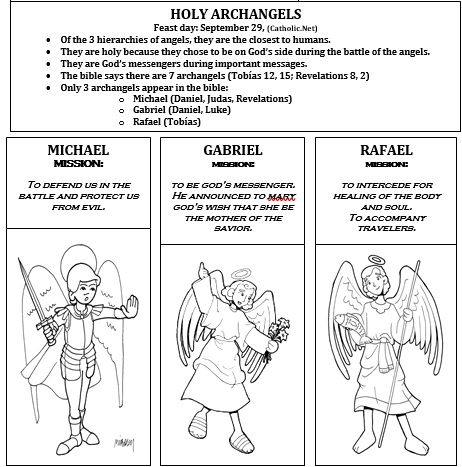 HOLY ARCHANGELS
Feast day: September 29, (Catholic.Net)
• Of the 3 hierarchies of angels, they are the closest to humans.
• They are holy because they chose to be on God's side during the battle of the angels.
• They are God's messengers during important messages.
• The bible says there are 7 archangels (Tobías 12, 15; Revelations 8, 2)
• Only 3 archangels appear in the bible:
o Michael (Daniel, Judas, Revelations)
o Gabriel (Daniel, Luke)
o Rafael (Tobías)
MICHAEL
MISSION:
TO DEFEND US IN THE
BATTLE AND PROTECT US
FROM EVIL.
GABRIEL
MISSION:
TO BE GOD'S MESSENGER.
HE ANNOUNCED TO MARY
GOD'S WISH THAT SHE BE
THE MOTHER OF THE
SAVIOR.
RAFAEL
MISSION:
TO INTERCEDE FOR
HEALING OF THE BODY
AND SOUL.
TO ACCOMPANY
TRAVELERS.